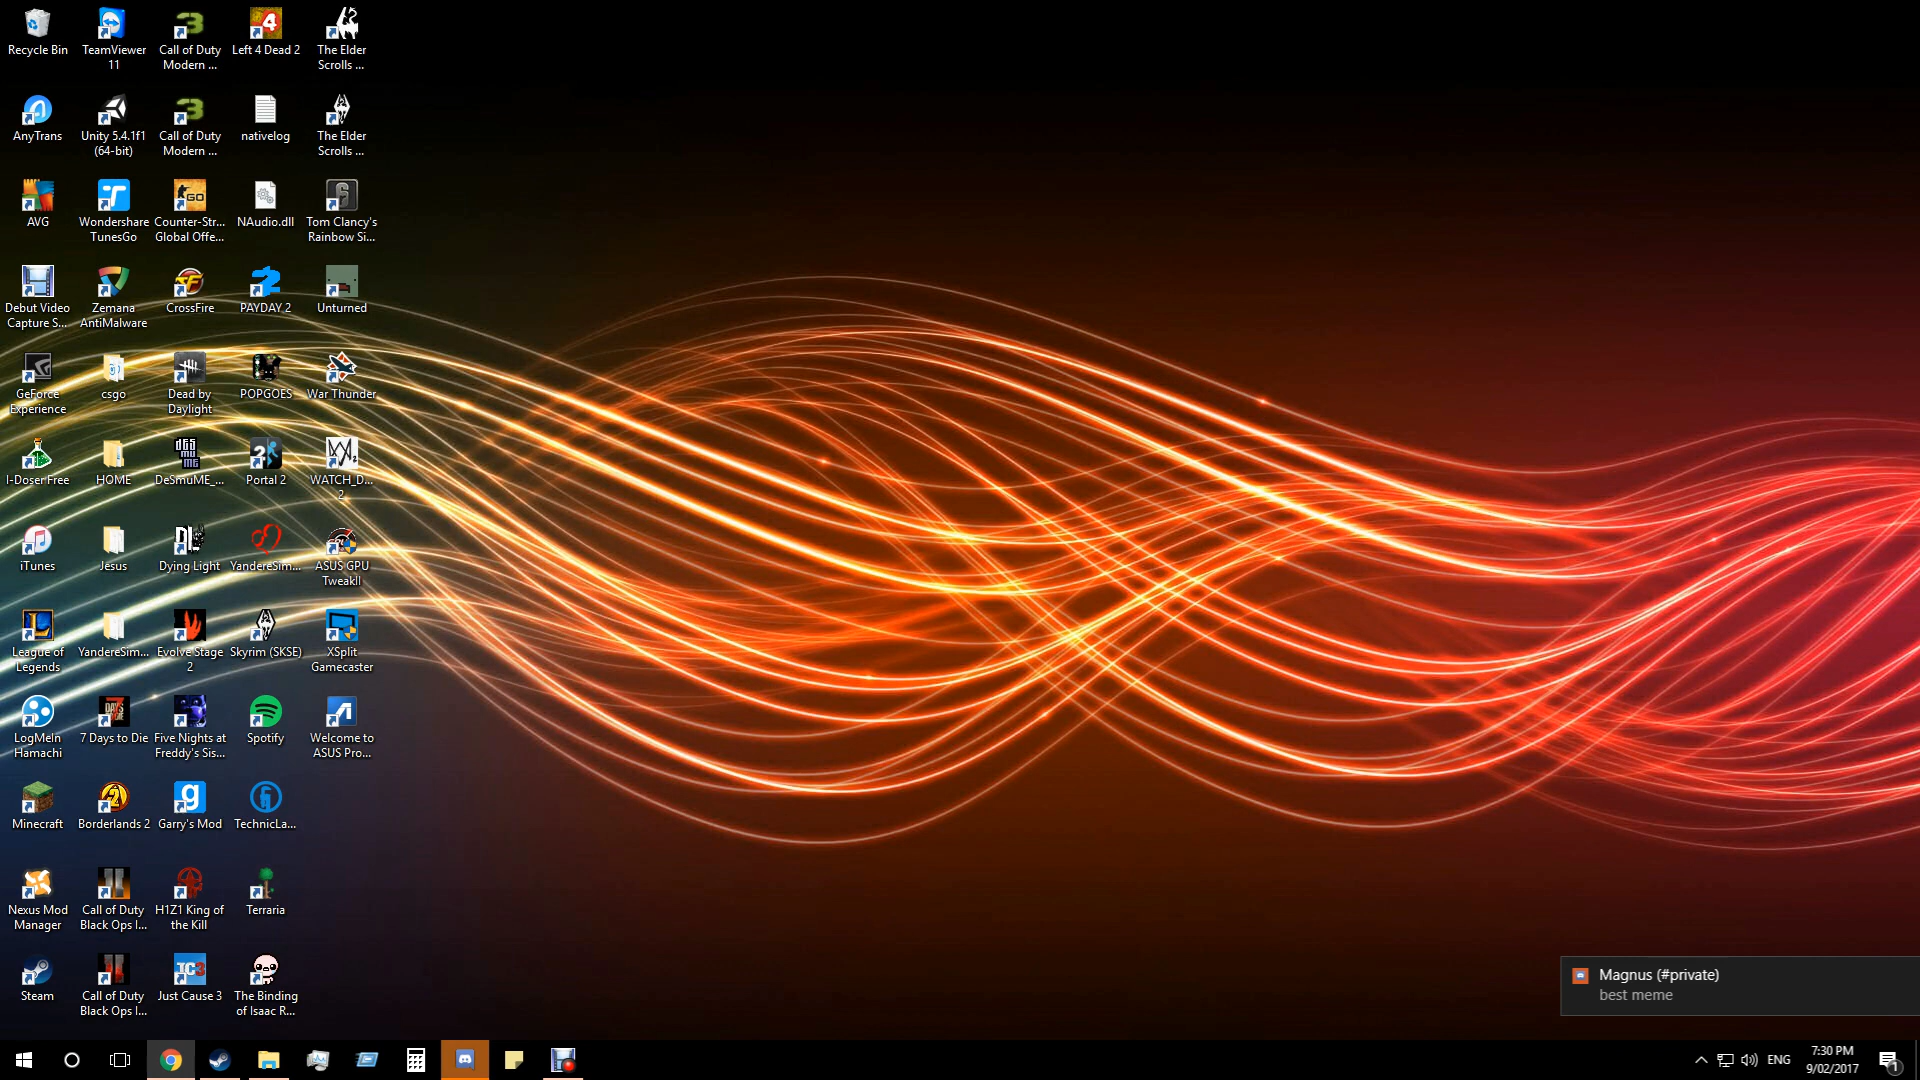 Recycle Bin
TeamViewer
11
Call of Duty
Modern ...
Left 4 Dead 2
The Elder
Scrolls ...
AnyTrans
Unity 5.4.1f1
(64-bit)
Call of Duty
Modern ...
nativelog
The Elder
Scrolls ...
AVG
Wondershare
TunesGo
Counter-Str...
Global Offe...
NAudio.dll
Tom Clancy's
Rainbow Si...
Debut Video
Capture S...
Zemana
AntiMalware
CrossFire
PAYDAY 2
Unturned
GeForce
Experience
csgo
Dead by
Daylight
POPGOES
War Thunder
I-Doser Free
HOME
DeSmuME_...
Portal 2
WATCH_D...
2
iTunes
Jesus
Dying Light
YandereSim...
ASUS GPU
TweakII
League of
Legends
YandereSim...
Evolve Stage
2
Skyrim (SKSE)
XSplit
Gamecaster
LogMeIn
Hamachi
7 Days to Die
Five Nights at
Freddy's Sis...
Spotify
Welcome to
ASUS Pro...
Minecraft
Borderlands 2
Garry's Mod
TechnicLa...
Nexus Mod
Manager
Call of Duty
Black Ops I...
H1Z1 King of
the Kill
Terraria
Steam
Call of Duty
Black Ops I...
Just Cause 3
The Binding
of Isaac R...
Magnus (#private)
best meme
ENG
7:30 PM
9/02/2017
1